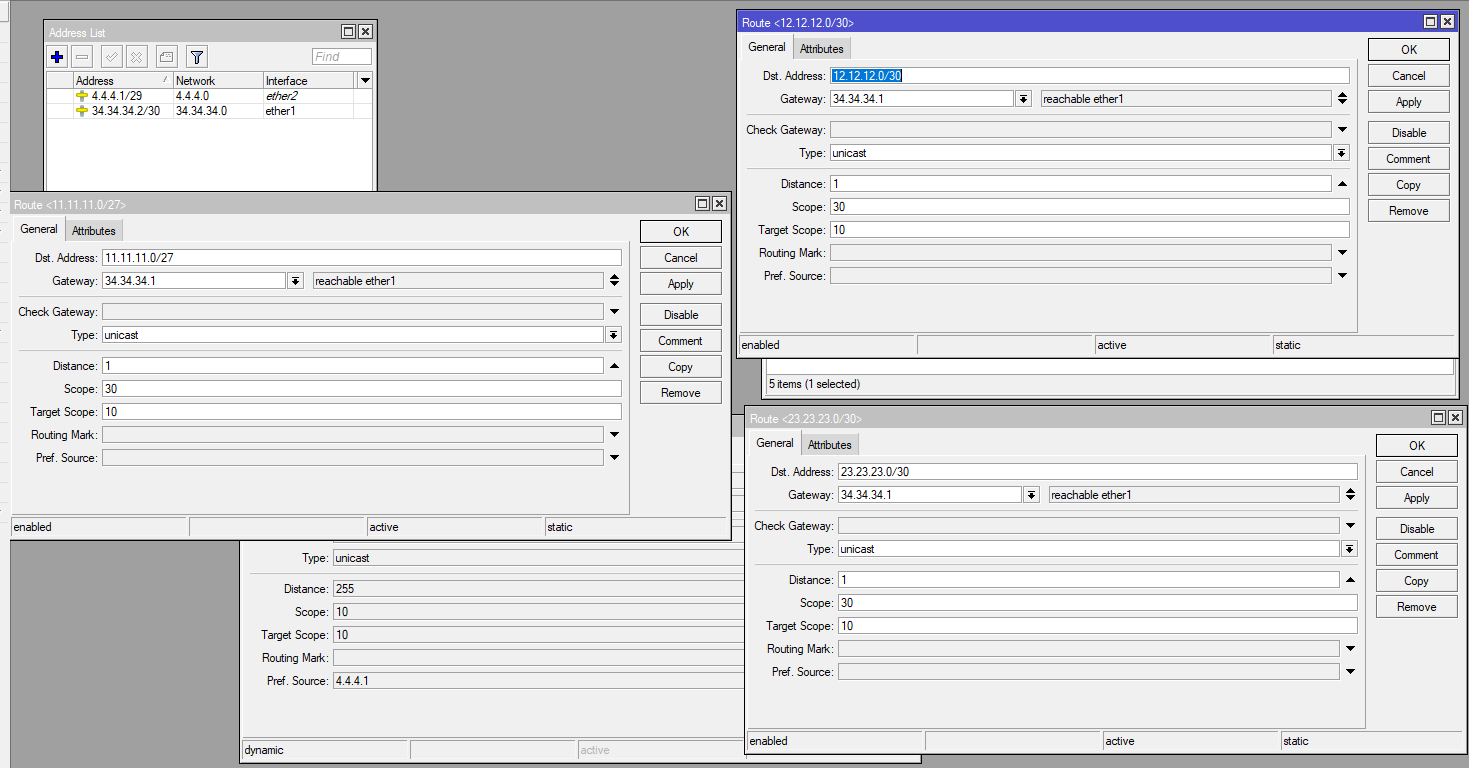 Address List
Find
Address Network Interface
4.4.4.1/29 4.4.4.0 ether2
34.34.34.2/30 34.34.34.0 ether1
Route <12.12.12.0/30>
General Attributes
Dst. Address: 12.12.12.0/30
Gateway: 34.34.34.1 reachable ether1
Check Gateway:
Type: unicast
Distance: 1
Scope: 30
Target Scope: 10
Routing Mark:
Pref. Source:
OK
Cancel
Apply
Disable
Comment
Copy
Remove
enabled active static
5 items (1 selected)
Route <11.11.11.0/27>
General Attributes
Dst. Address: 11.11.11.0/27
Gateway: 34.34.34.1 reachable ether1
Check Gateway:
Type: unicast
Distance: 1
Scope: 30
Target Scope: 10
Routing Mark:
Pref. Source:
OK
Cancel
Apply
Disable
Comment
Copy
Remove
enabled active static
Route <23.23.23.0/30>
General Attributes
Dst. Address: 23.23.23.0/30
Gateway: 34.34.34.1 reachable ether1
Check Gateway:
Type: unicast
Distance: 1
Scope: 30
Target Scope: 10
Routing Mark:
Pref. Source:
OK
Cancel
Apply
Disable
Comment
Copy
Remove
enabled active static
Type: unicast
Distance: 255
Scope: 10
Target Scope: 10
Routing Mark:
Pref. Source: 4.4.4.1
dynamic active